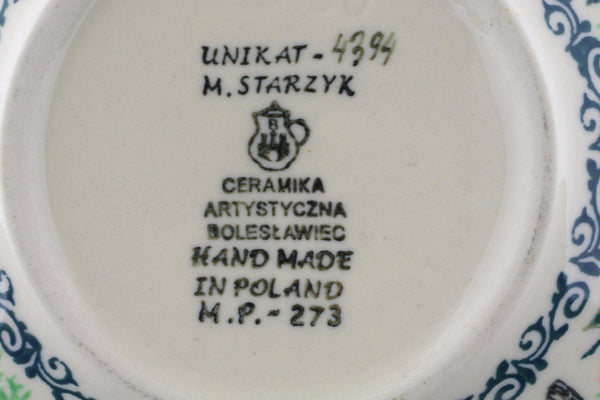 UNIKAT - 4394
M. STARZYK
B
CERAMIKA
ARTYSTYCZNA
BOLESŁAWIEC
HAND MADE
IN POLAND
M.P. - 273